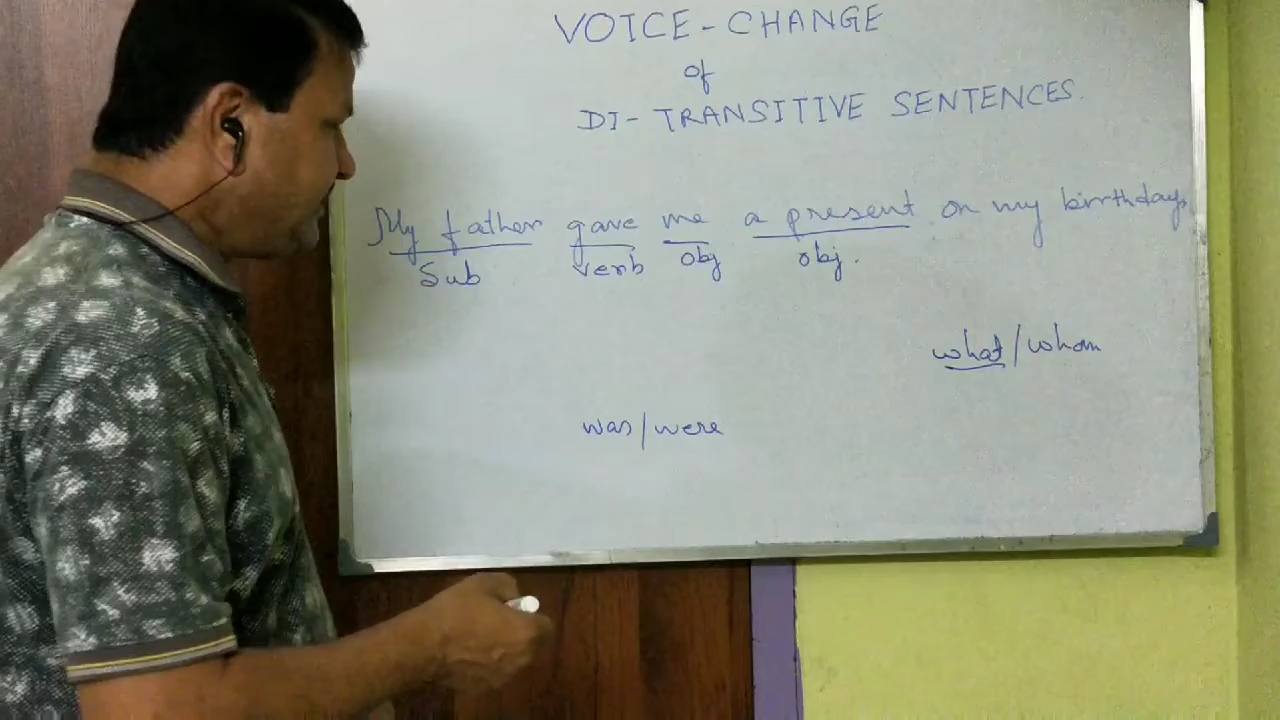 VOICE-CHANGE
of
DI-TRANSITIVE SENTENCES.
My father gave me a present on my birthday.
Sub verb obj obj.
what/whom
was/were